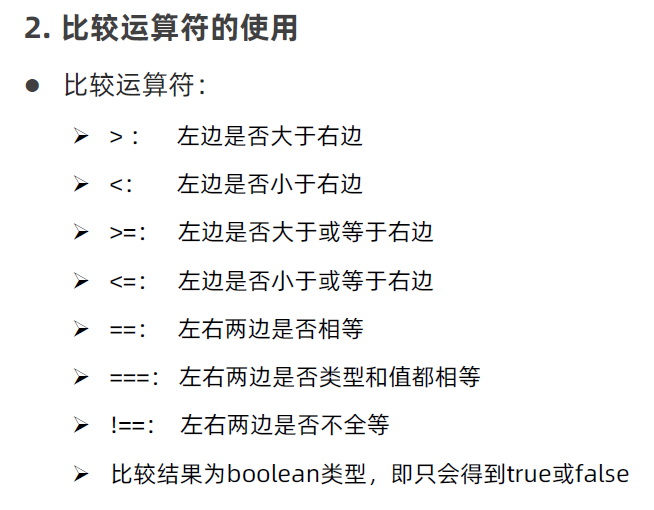 2. 比较运算符的使用
● 比较运算符：
➢ > ： 左边是否大于右边
➢ <： 左边是否小于右边
➢ >=： 左边是否大于或等于右边
➢ <=： 左边是否小于或等于右边
➢ ==： 左右两边是否相等
➢ ===： 左右两边是否类型和值都相等
➢ !==： 左右两边是否不全等
➢ 比较结果为boolean类型，即只会得到true或false